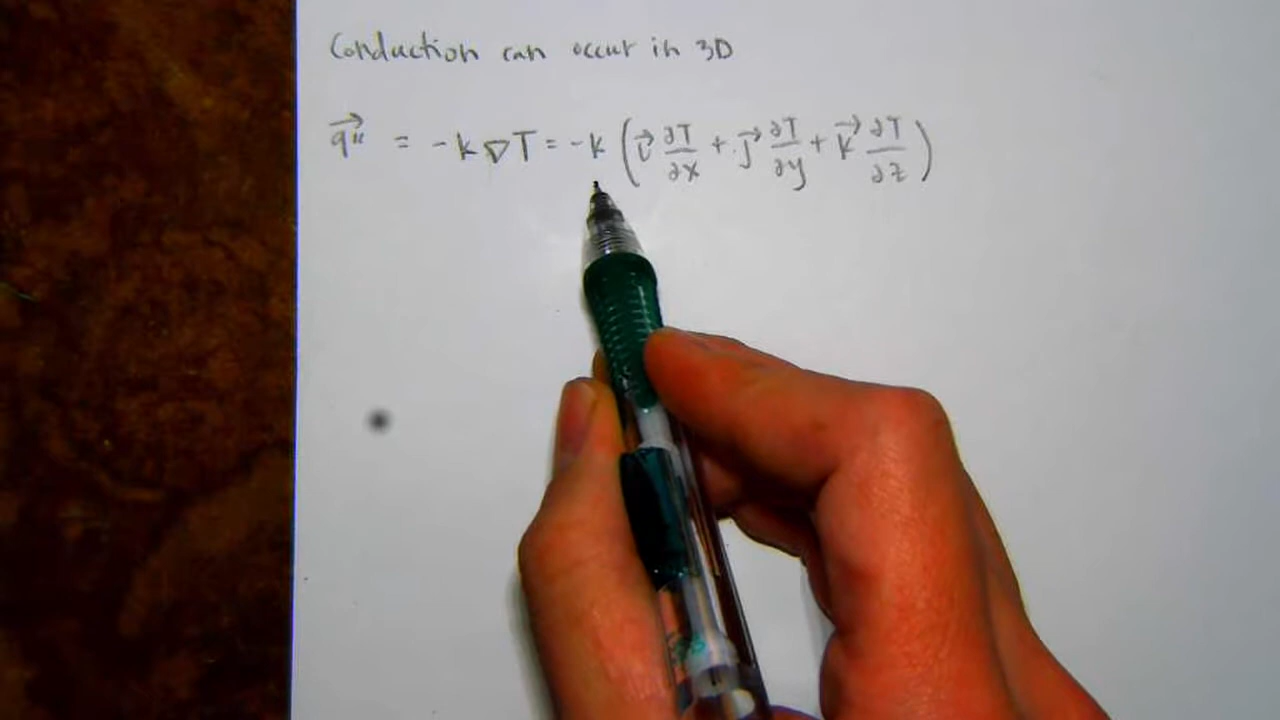 Conduction can occur in 3D
q⃗" = -k ∇T = -k (i⃗ ∂T/∂x + j⃗ ∂T/∂y + k⃗ ∂T/∂z)